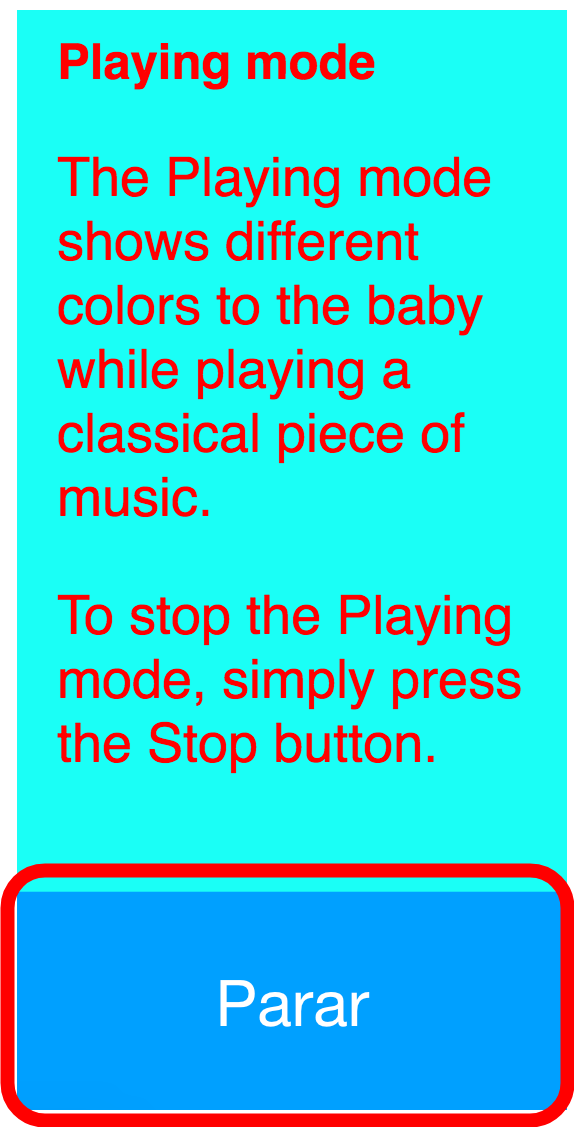 Playing mode
The Playing mode
shows different
colors to the baby
while playing a
classical piece of
music.
To stop the Playing
mode, simply press
the Stop button.
Parar